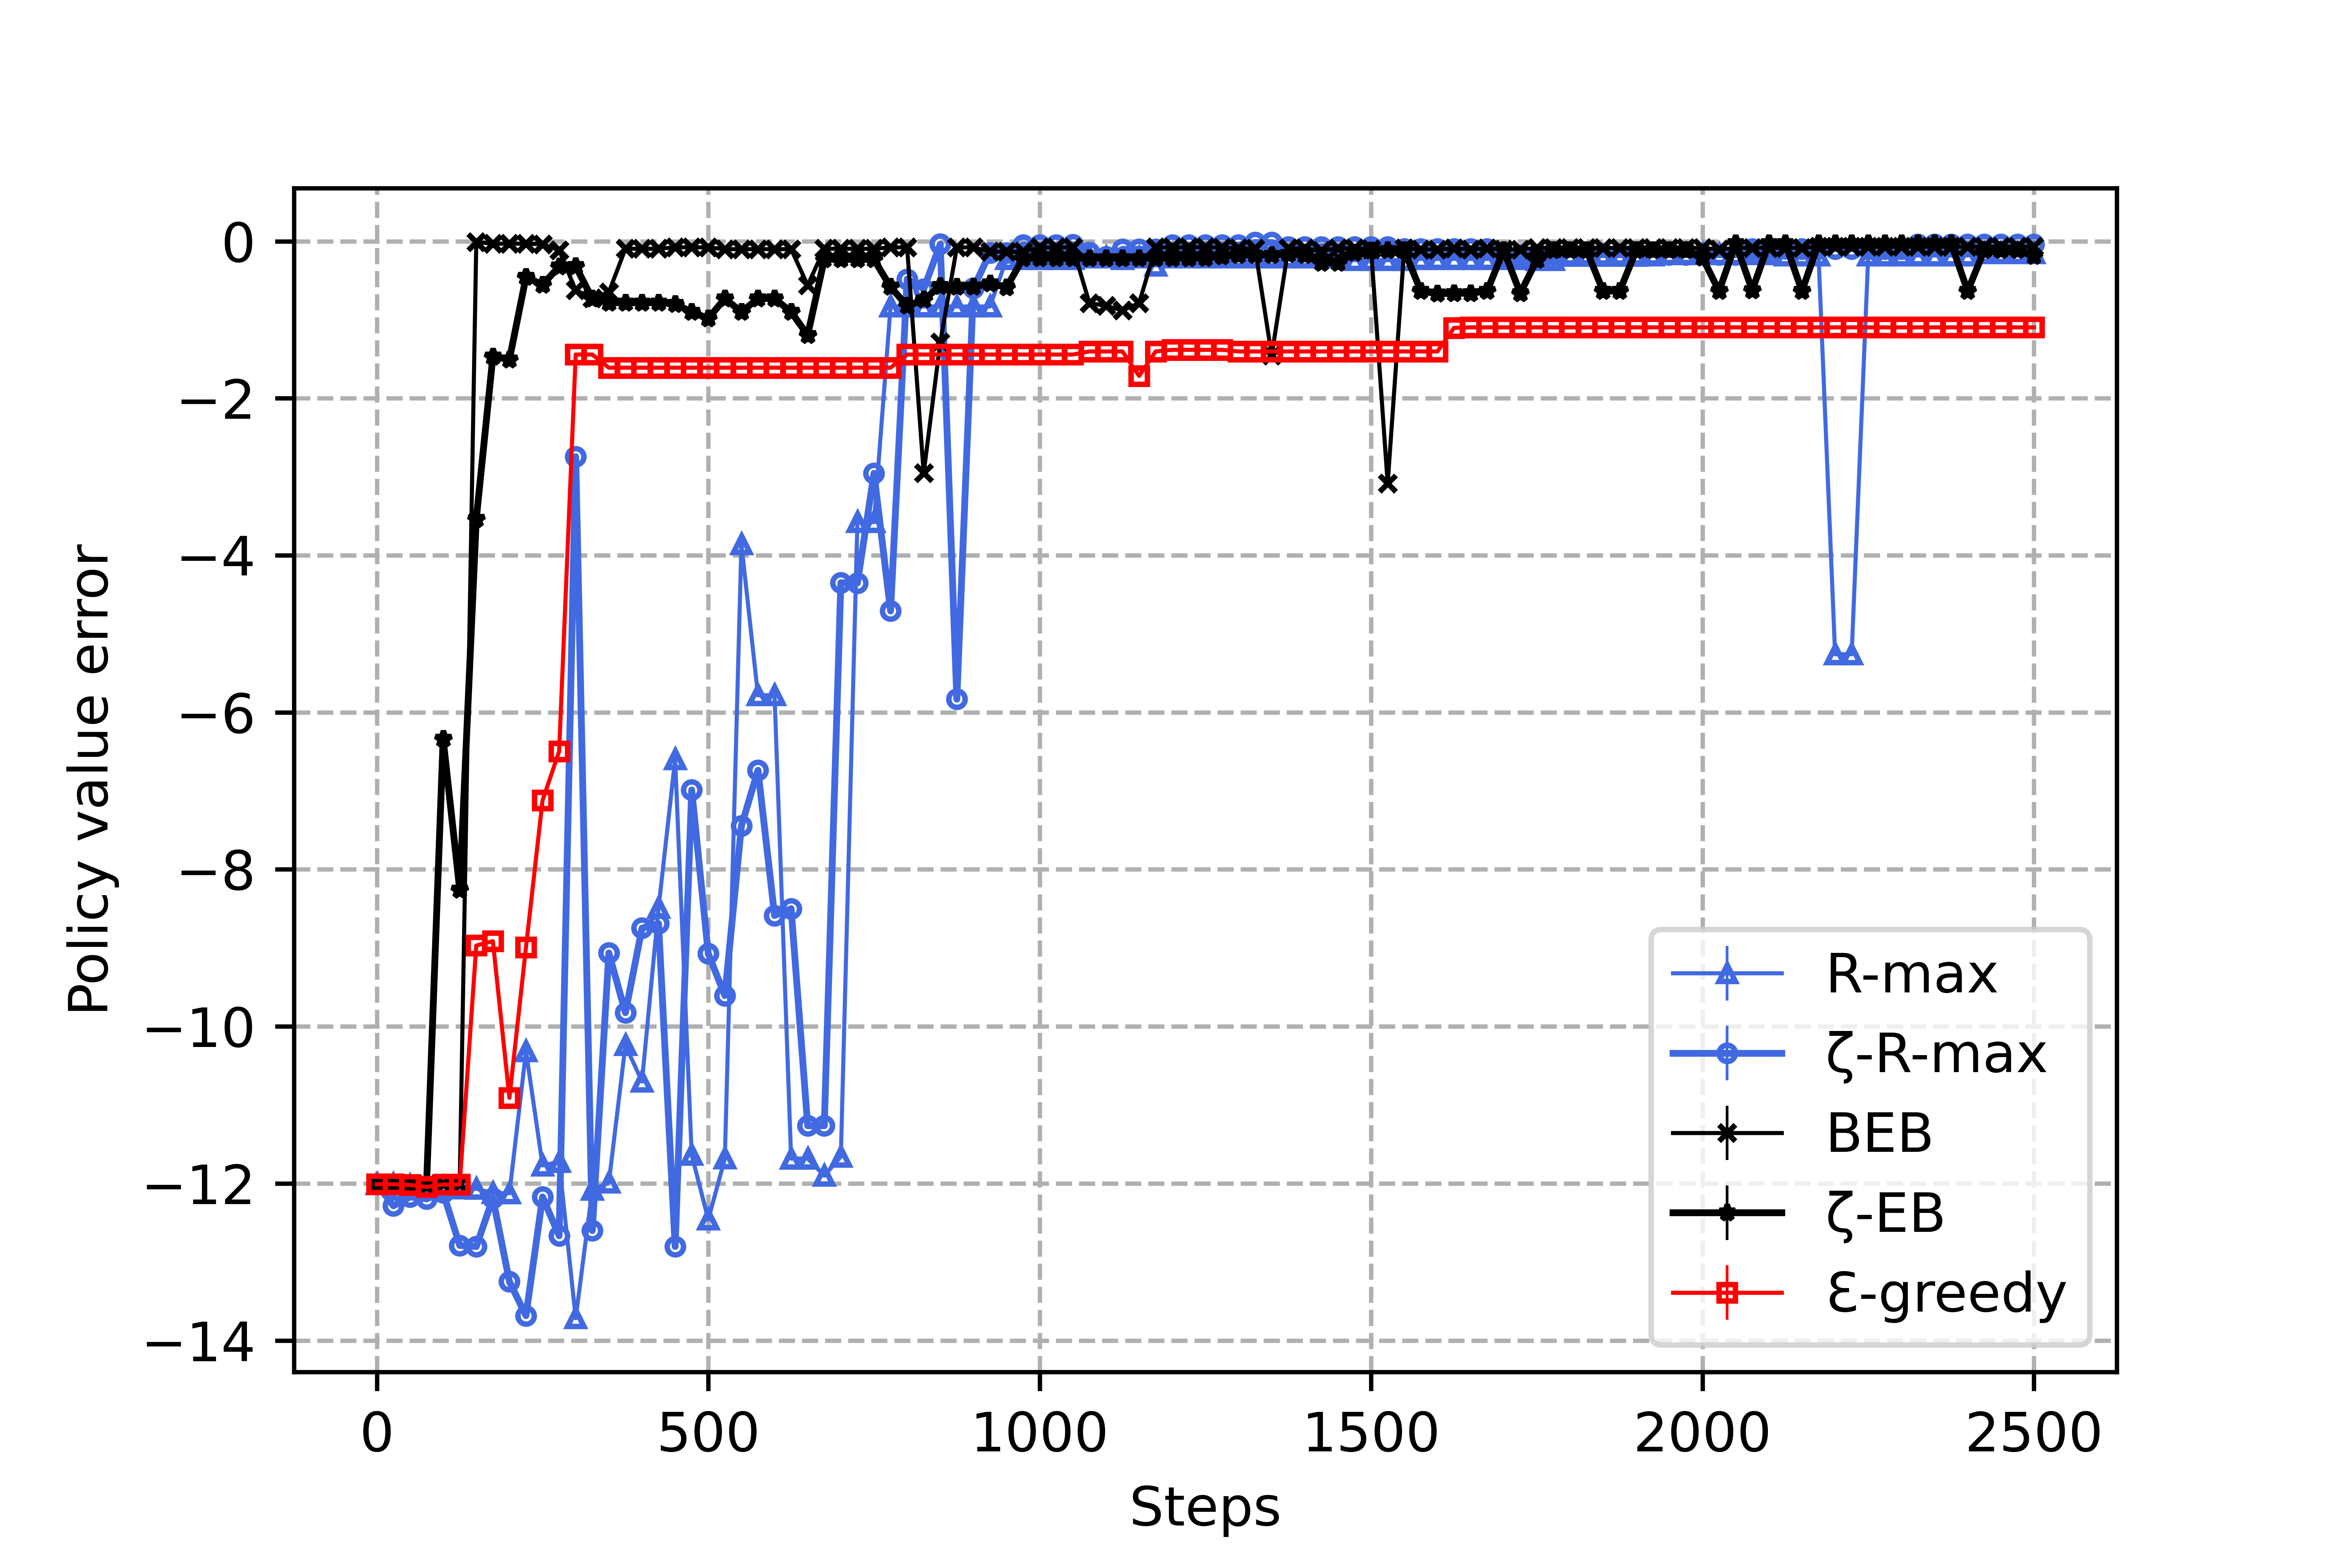 0
−2
−4
−6
−8
−10
−12
−14
Policy value error
0 500 1000 1500 2000 2500
Steps
R-max
ζ-R-max
BEB
ζ-EB
Ɛ-greedy